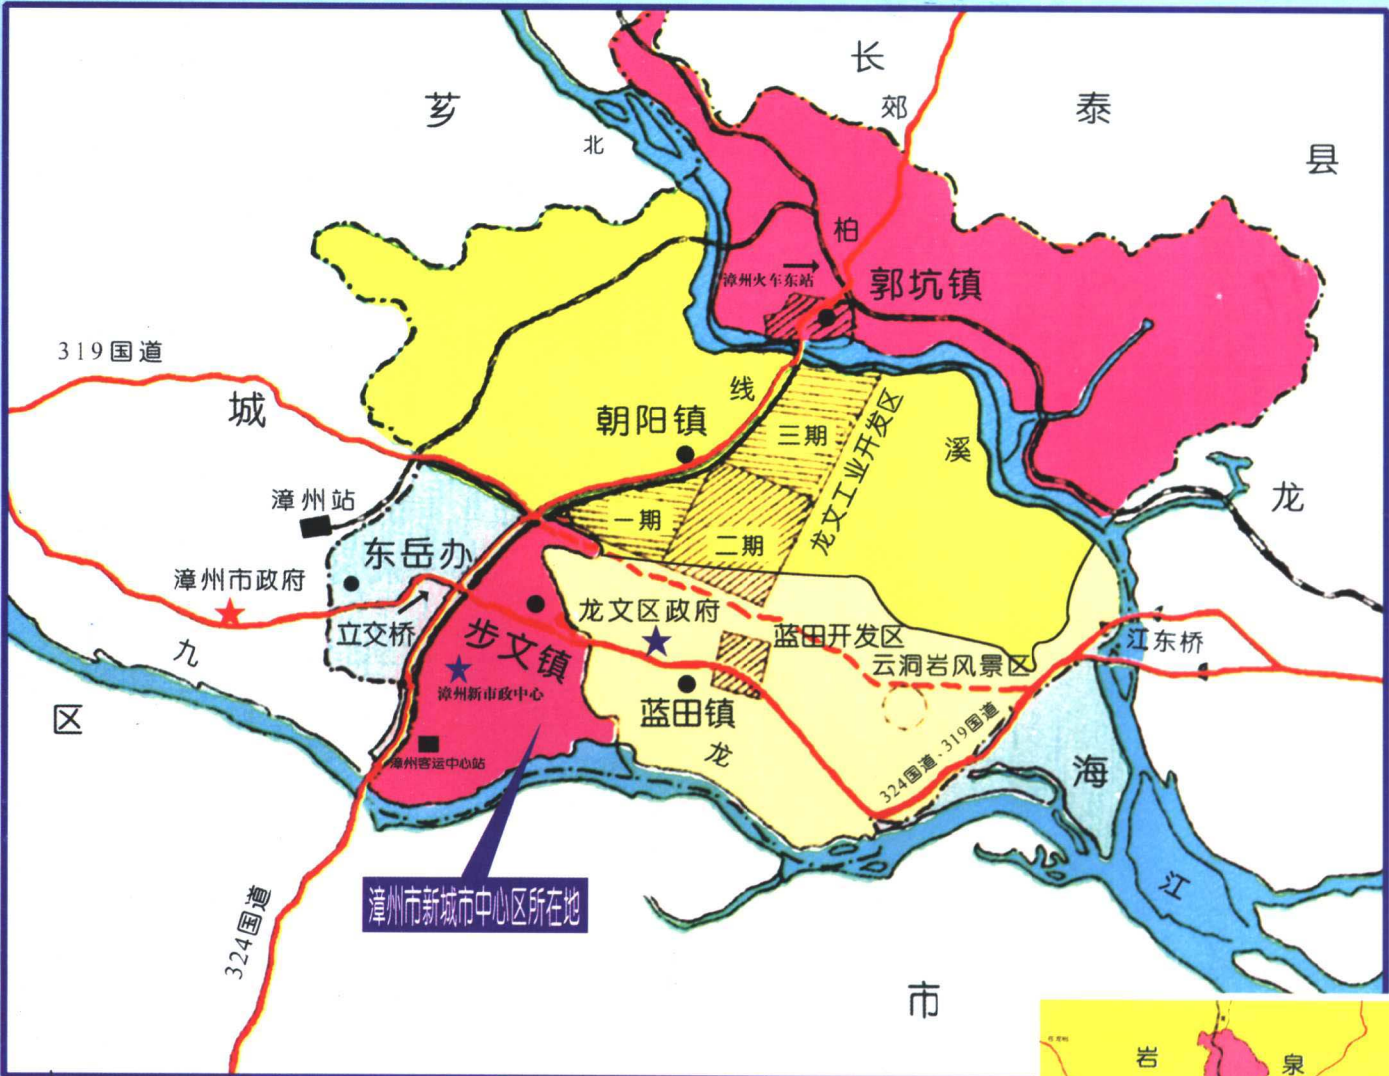 长
郊
泰
县
芗
北
柏
漳州火车东站
郭坑镇
319国道
城
线
朝阳镇
三期
龙文工业开发区
溪
漳州站
一期
二期
龙
东岳办
漳州市政府
立交桥
步文镇
龙文区政府
蓝田开发区
江东桥
九
云洞岩风景区
漳州新市政中心
区
蓝田镇
龙
324国道、319国道
漳州客运中心站
海
江
漳州市新城市中心区所在地
324国道
市
岩
泉